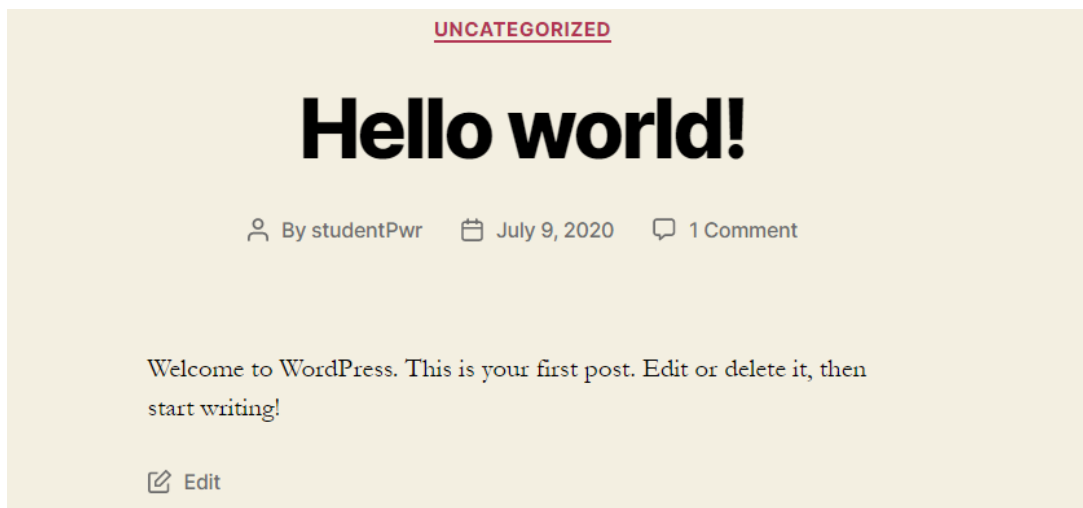 UNCATEGORIZED
Hello world!
By studentPwr July 9, 2020 1 Comment
Welcome to WordPress. This is your first post. Edit or delete it, then
start writing!
Edit